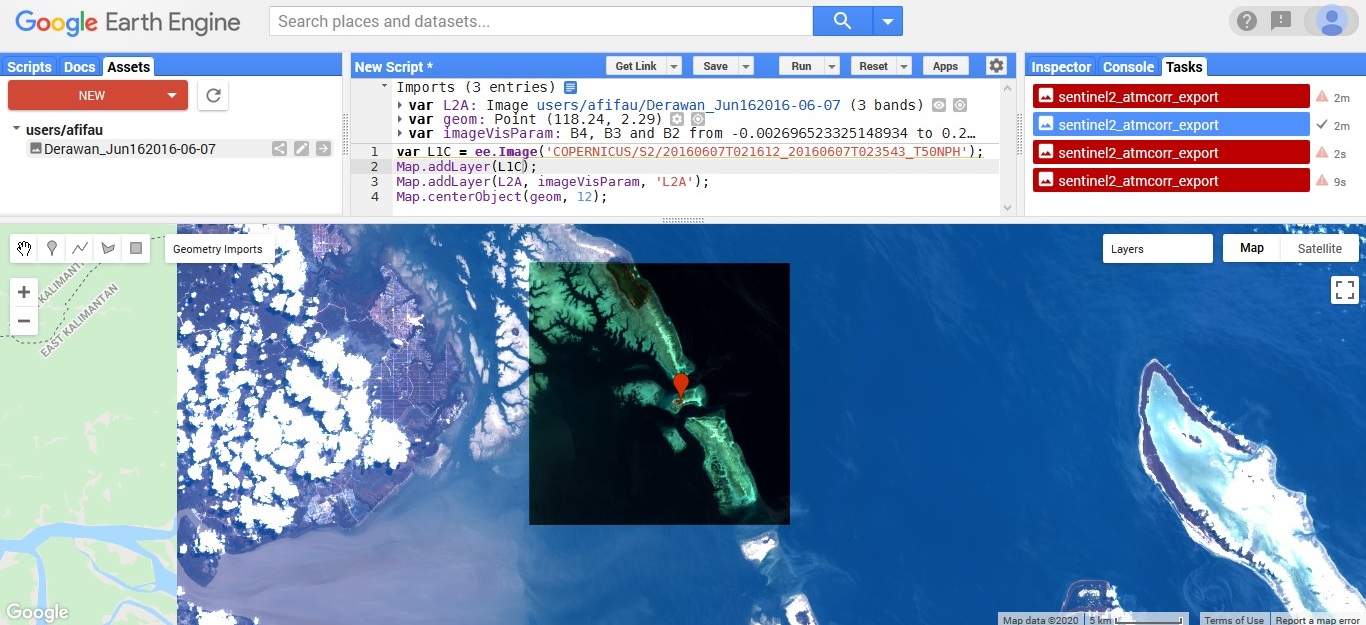 Google Earth Engine
Search places and datasets...
Scripts Docs Assets
NEW
users/afifau
Derawan_Jun162016-06-07
New Script *
Get Link Save Run Reset Apps
Imports (3 entries)
var L2A: Image users/afifau/Derawan_Jun162016-06-07 (3 bands)
var geom: Point (118.24, 2.29)
var imageVisParam: B4, B3 and B2 from -0.002696523325148934 to 0.2…
1 var L1C = ee.Image('COPERNICUS/S2/20160607T021612_20160607T023543_T50NPH');
2 Map.addLayer(L1C);
3 Map.addLayer(L2A, imageVisParam, 'L2A');
4 Map.centerObject(geom, 12);
Inspector Console Tasks
sentinel2_atmcorr_export 2m
sentinel2_atmcorr_export 2m
sentinel2_atmcorr_export 2s
sentinel2_atmcorr_export 9s
Geometry Imports
Layers
Map Satellite
KALIMANT
EAST KALIMANTAN
Google
Map data ©2020 5 km Terms of Use Report a map error